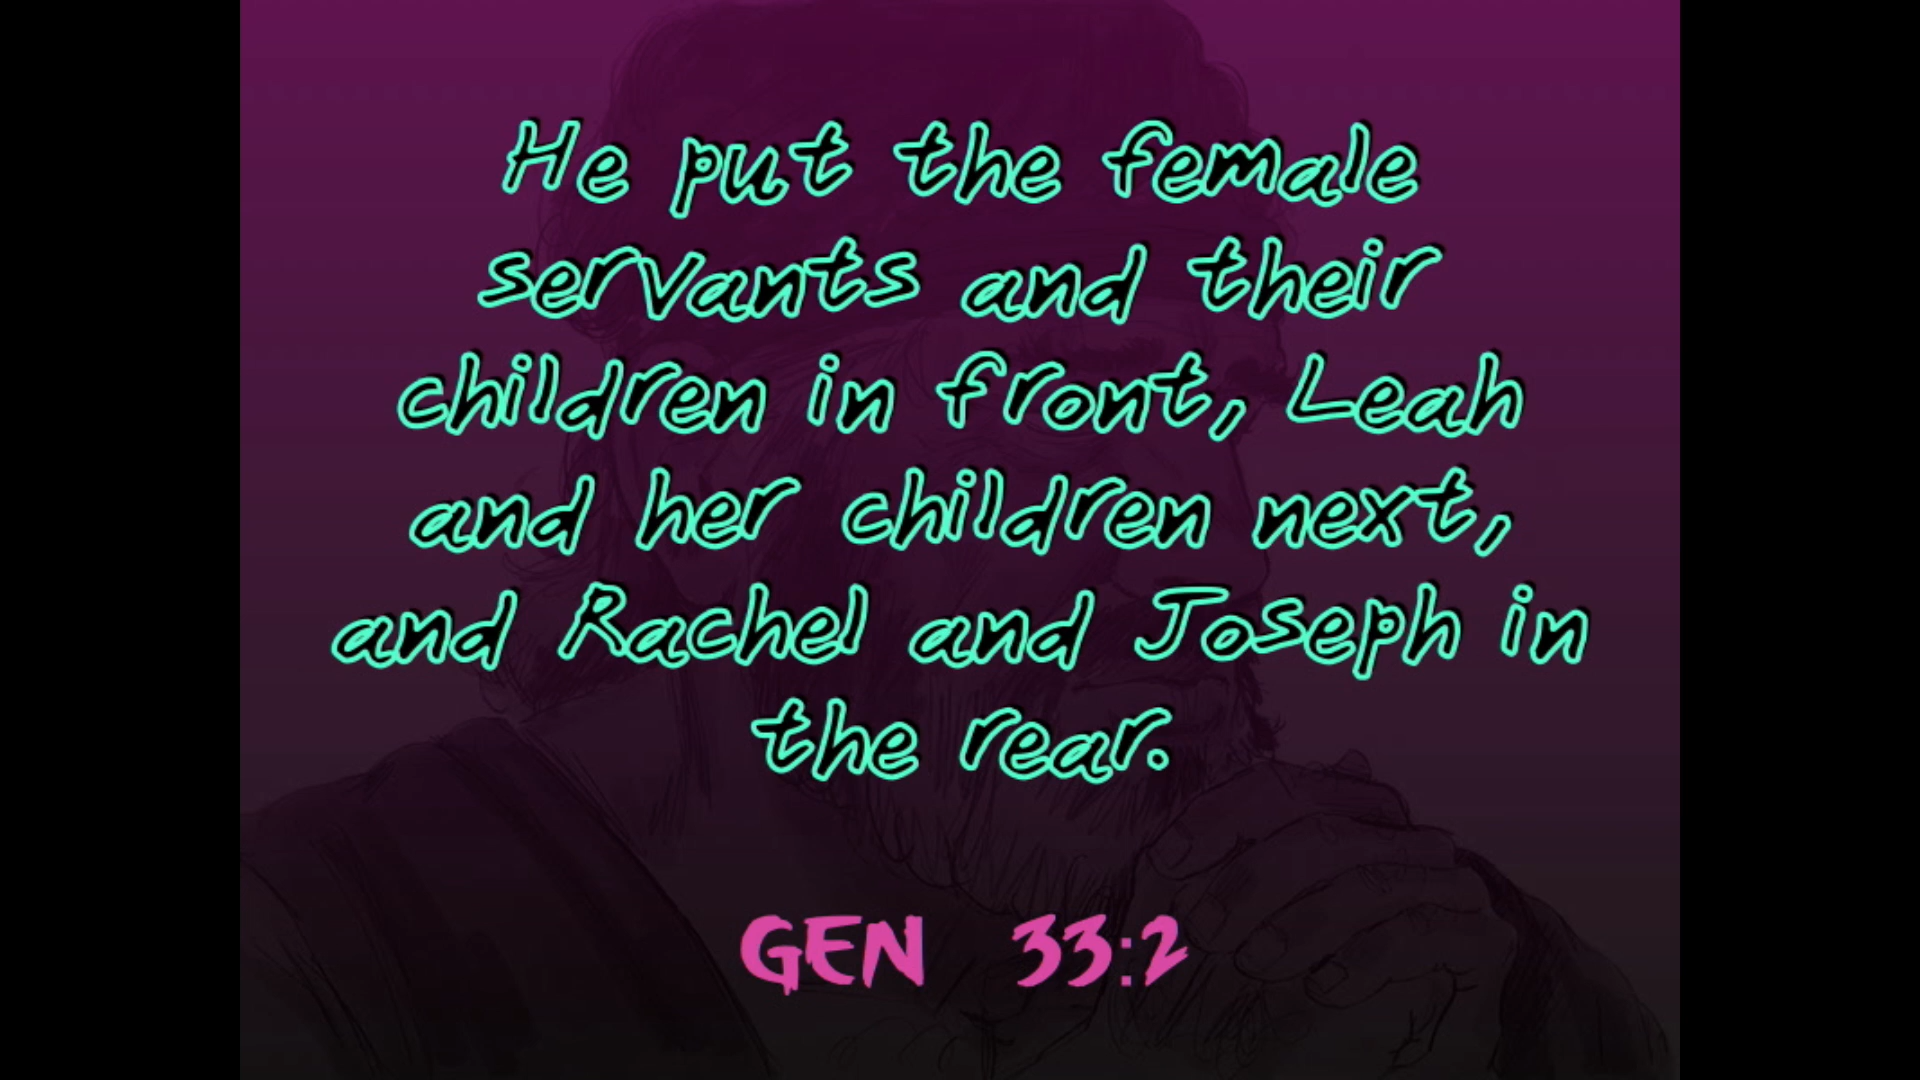 He put the female
servants and their
children in front, Leah
and her children next,
and Rachel and Joseph in
the rear.
GEN 33:2